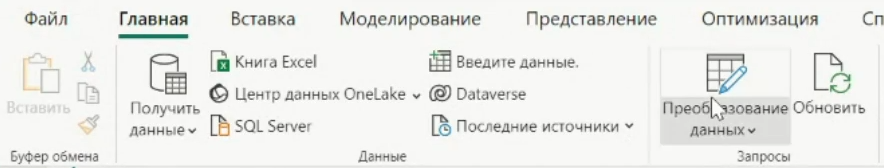 Файл Главная Вставка Моделирование Представление Оптимизация Сп
Вставить
Буфер обмена
Получить данные
Книга Excel
Центр данных OneLake
SQL Server
Введите данные.
Dataverse
Последние источники
Данные
Преобразование
данных
Обновить
Запросы